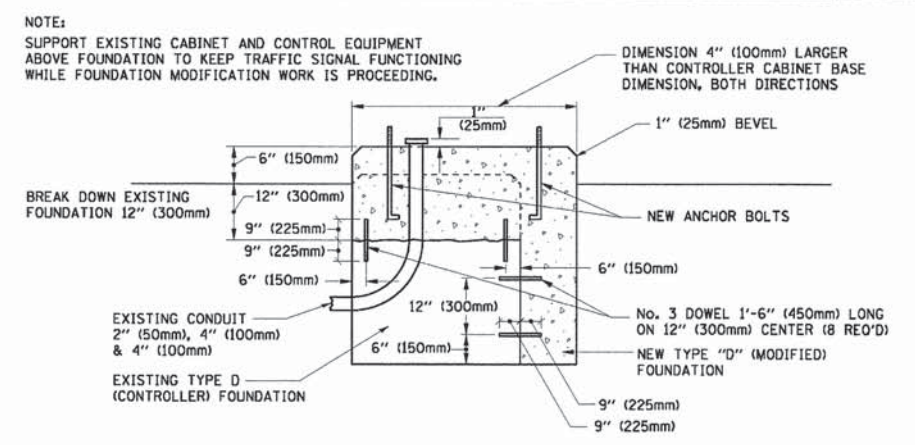 NOTE:
SUPPORT EXISTING CABINET AND CONTROL EQUIPMENT
ABOVE FOUNDATION TO KEEP TRAFFIC SIGNAL FUNCTIONING
WHILE FOUNDATION MODIFICATION WORK IS PROCEEDING.
DIMENSION 4" (100mm) LARGER
THAN CONTROLLER CABINET BASE
DIMENSION, BOTH DIRECTIONS
1"
(25mm)
1" (25mm) BEVEL
6" (150mm)
BREAK DOWN EXISTING
FOUNDATION 12" (300mm)
12" (300mm)
9" (225mm)
9" (225mm)
6" (150mm)
NEW ANCHOR BOLTS
6" (150mm)
12" (300mm)
6" (150mm)
No. 3 DOWEL 1'-6" (450mm) LONG
ON 12" (300mm) CENTER (8 REQ'D)
EXISTING CONDUIT
2" (50mm), 4" (100mm)
& 4" (100mm)
NEW TYPE "D" (MODIFIED)
FOUNDATION
EXISTING TYPE D
(CONTROLLER) FOUNDATION
9" (225mm)
9" (225mm)